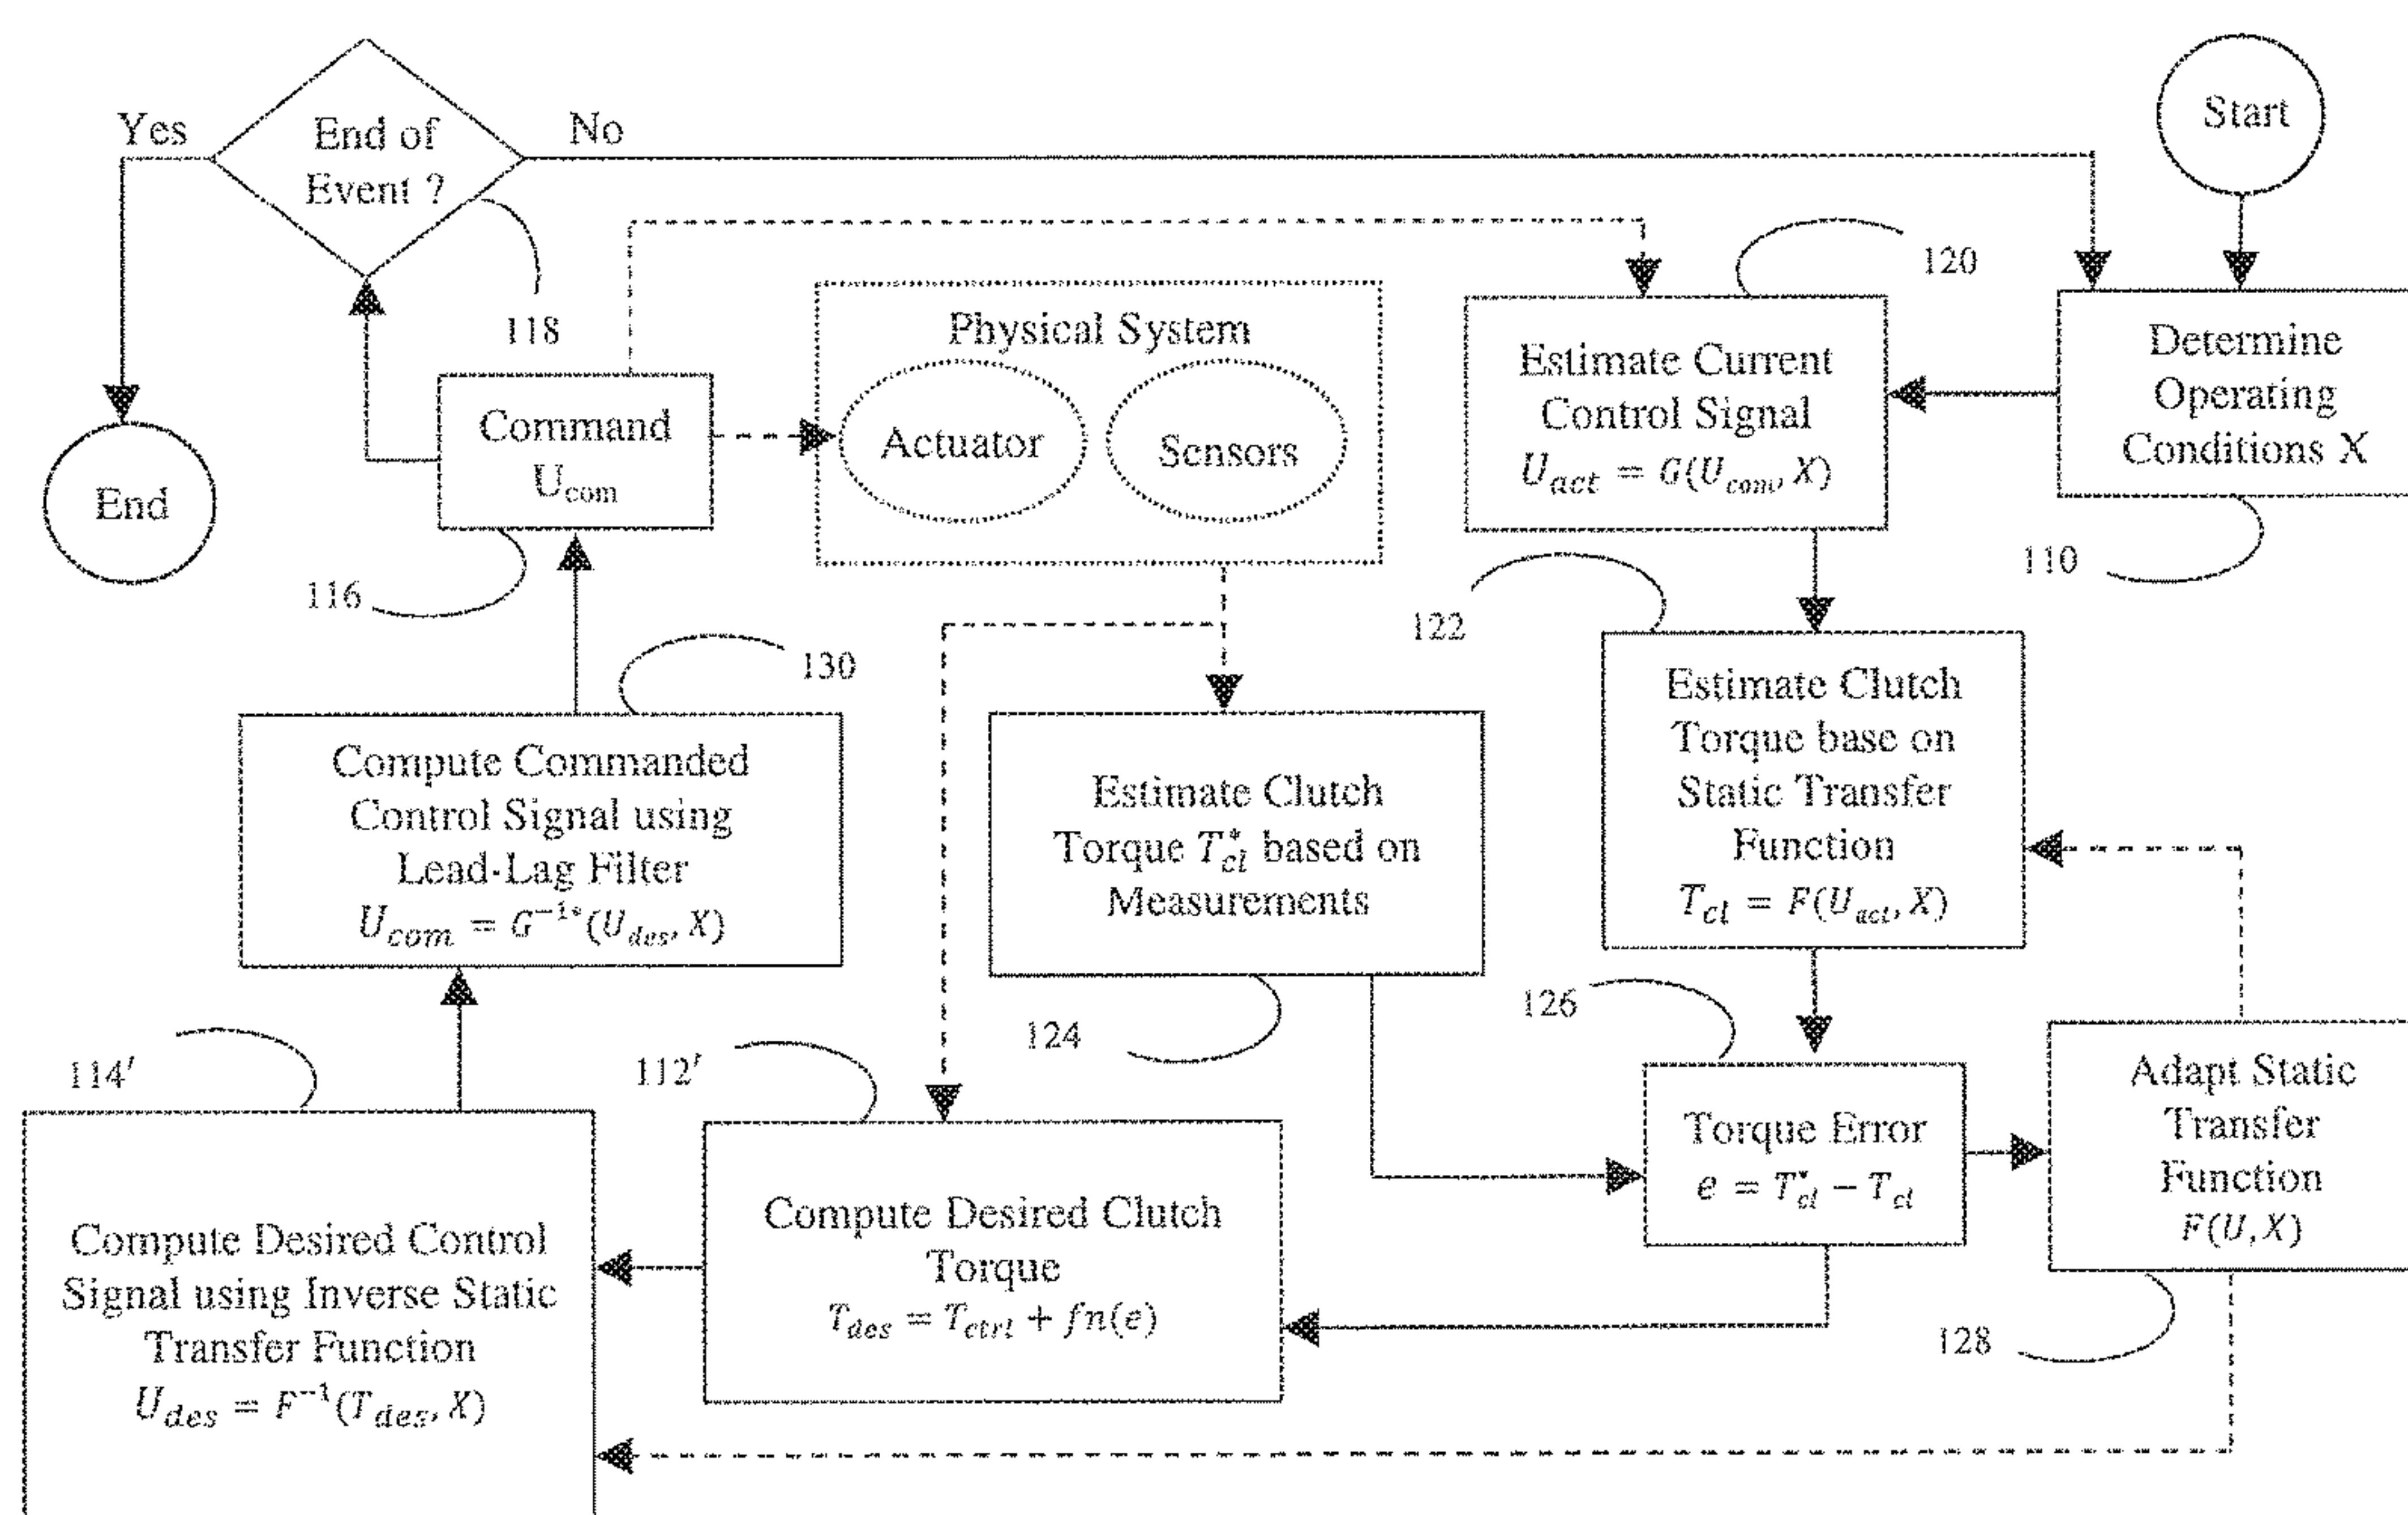 Yes
End of
Event ?
No
Start
118
Command
U_com
116
End
Physical System
Actuator
Sensors
120
Estimate Current
Control Signal
U_act = G(U_com, X)
Determine
Operating
Conditions X
110
122
Estimate Clutch
Torque base on
Static Transfer
Function
T_cl = F(U_act, X)
130
Compute Commanded
Control Signal using
Lead-Lag Filter
U_com = G^-1*(U_des, X)
Estimate Clutch
Torque T*_cl based on
Measurements
124
126
Torque Error
e = T*_cl − T_cl
Adapt Static
Transfer
Function
F(U, X)
128
112′
Compute Desired Clutch
Torque
T_des = T_ctrl + fn(e)
114′
Compute Desired Control
Signal using Inverse Static
Transfer Function
U_des = F^-1(T_des, X)